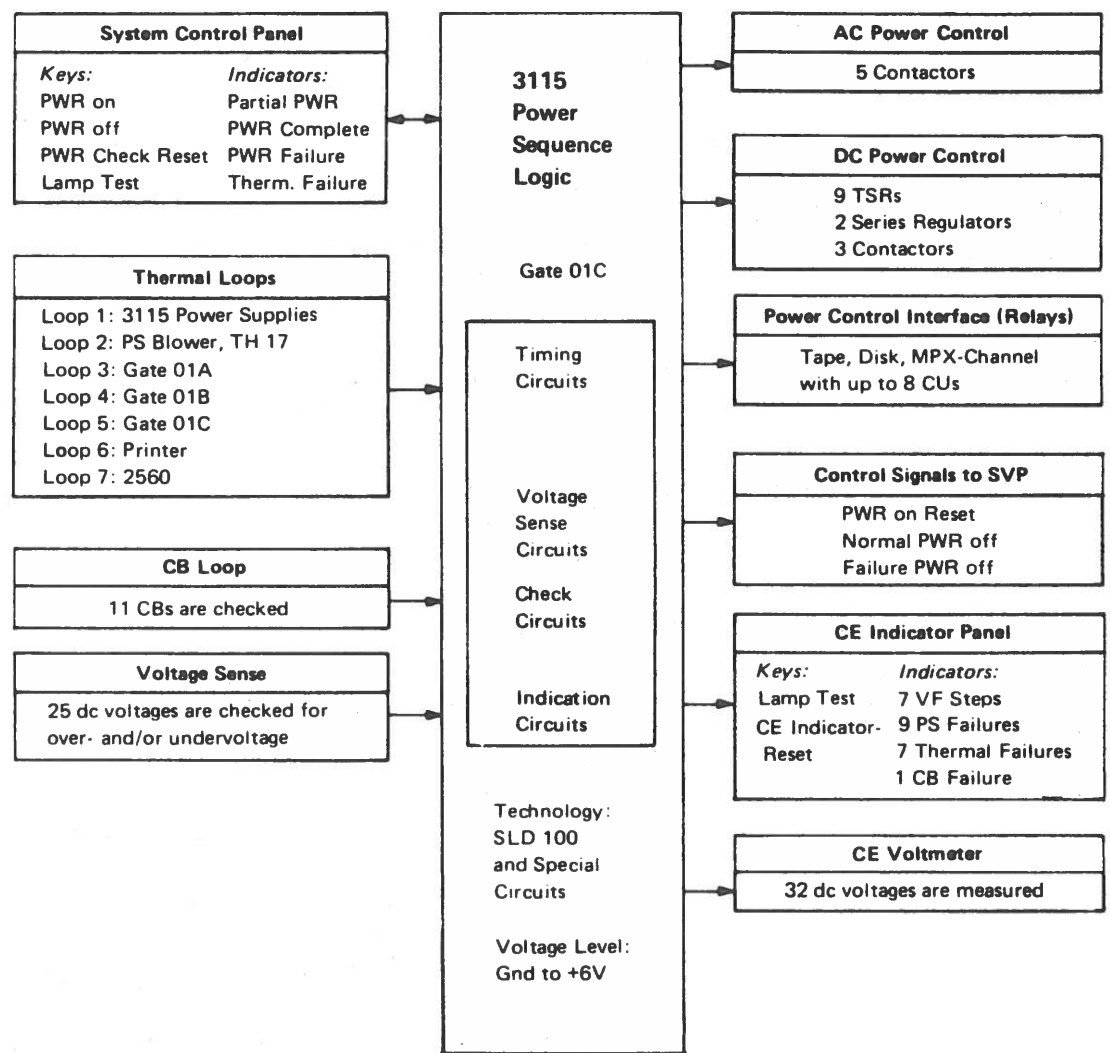 System Control Panel
Keys: Indicators:
PWR on Partial PWR
PWR off PWR Complete
PWR Check Reset PWR Failure
Lamp Test Therm. Failure
Thermal Loops
Loop 1: 3115 Power Supplies
Loop 2: PS Blower, TH 17
Loop 3: Gate 01A
Loop 4: Gate 01B
Loop 5: Gate 01C
Loop 6: Printer
Loop 7: 2560
CB Loop
11 CBs are checked
Voltage Sense
25 dc voltages are checked for
over- and/or undervoltage
3115
Power
Sequence
Logic
Gate 01C
Timing
Circuits
Voltage
Sense
Circuits
Check
Circuits
Indication
Circuits
Technology:
SLD 100
and Special
Circuits
Voltage Level:
Gnd to +6V
AC Power Control
5 Contactors
DC Power Control
9 TSRs
2 Series Regulators
3 Contactors
Power Control Interface (Relays)
Tape, Disk, MPX-Channel
with up to 8 CUs
Control Signals to SVP
PWR on Reset
Normal PWR off
Failure PWR off
CE Indicator Panel
Keys: Indicators:
Lamp Test 7 VF Steps
CE Indicator- 9 PS Failures
Reset 7 Thermal Failures
1 CB Failure
CE Voltmeter
32 dc voltages are measured